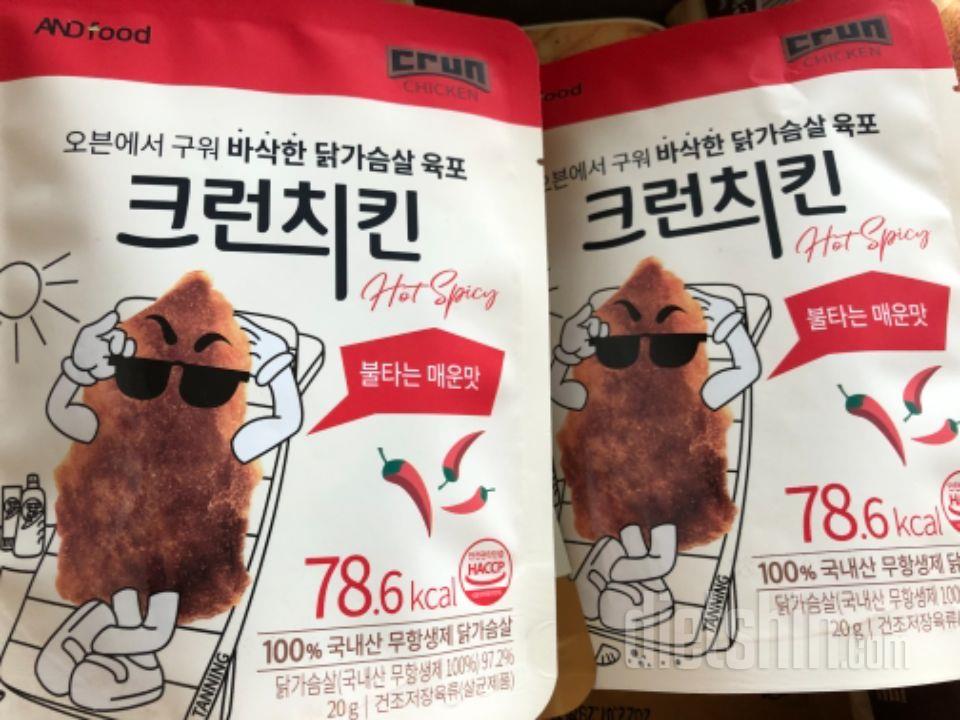 ANDfood
crun
CHICKEN
오븐에서 구워 바삭한 닭가슴살 육포
크런치킨
Hot Spicy
불타는 매운맛
78.6 kcal
HACCP
100% 국내산 무항생제 닭가슴살
닭가슴살(국내산 무항생제 100%) 97.2%
20g | 건조저장육류(살균제품)
TANNING
food
crun
CHICKEN
오븐에서 구워 바삭한 닭가슴살 육포
크런치킨
Hot Spicy
불타는 매운맛
78.6 kcal
100% 국내산 무항생제 닭
닭가슴살(국내산 무항생제 100
20g | 건조저장육류(
TANNING
dietshin.com